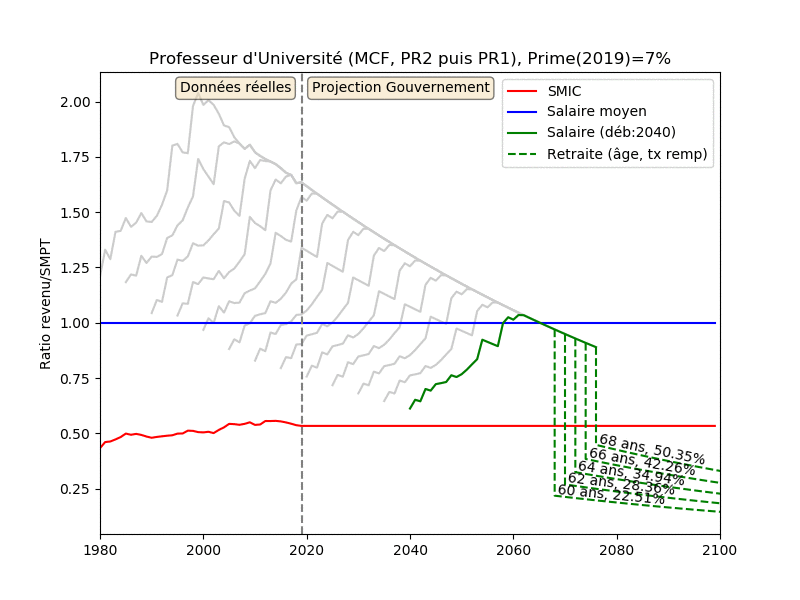 Professeur d'Université (MCF, PR2 puis PR1), Prime(2019)=7%
Données réelles
Projection Gouvernement
SMIC
Salaire moyen
Salaire (déb:2040)
Retraite (âge, tx remp)
Ratio revenu/SMPT
2.00
1.75
1.50
1.25
1.00
0.75
0.50
0.25
68 ans, 50.35%
66 ans, 42.26%
64 ans, 34.94%
62 ans, 28.36%
60 ans, 22.51%
1980
2000
2020
2040
2060
2080
2100